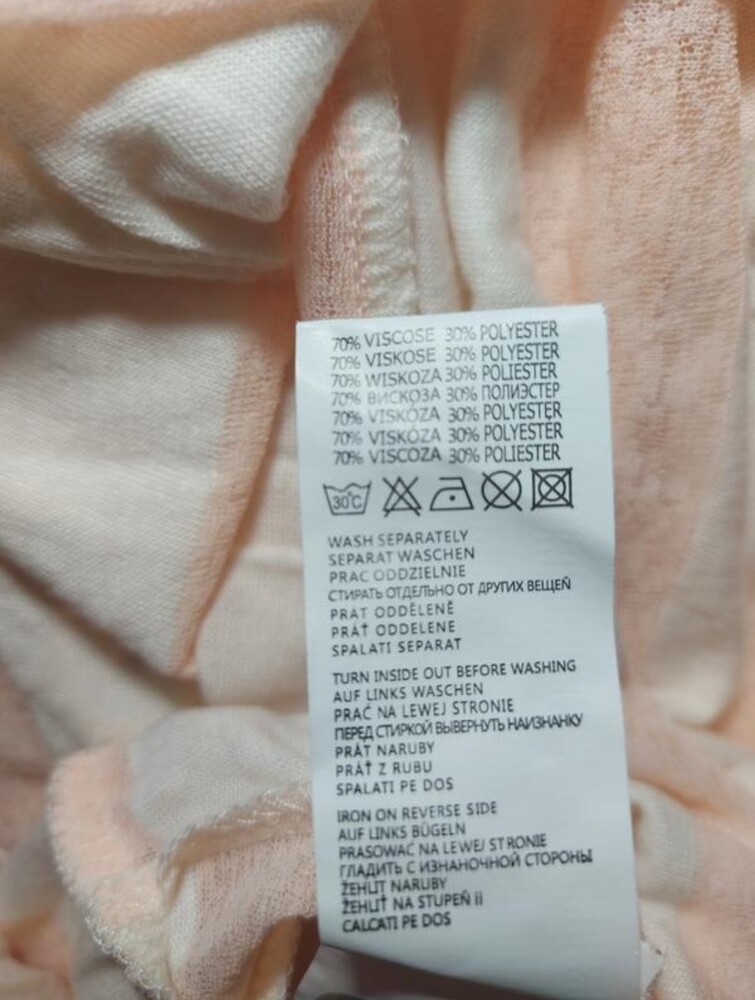 70% VISCOSE 30% POLYESTER
70% VISKOSE 30% POLYESTER
70% WISKOZA 30% POLIESTER
70% ВИСКОЗА 30% ПОЛИЭСТЕР
70% VISKÓZA 30% POLYESTER
70% VISKÓZA 30% POLYESTER
70% VISCOZA 30% POLIESTER
30°C
WASH SEPARATELY
SEPARAT WASCHEN
PRAC ODDZIELNIE
СТИРАТЬ ОТДЕЛЬНО ОТ ДРУГИХ ВЕЩЕЙ
PRAT ODDĚLENĚ
PRÁŤ ODDELENE
SPALATI SEPARAT
TURN INSIDE OUT BEFORE WASHING
AUF LINKS WASCHEN
PRAĆ NA LEWEJ STRONIE
ПЕРЕД СТИРКОЙ ВЫВЕРНУТЬ НАИЗНАНКУ
PRÁT NARUBY
PRÁŤ Z RUBU
SPALATI PE DOS
IRON ON REVERSE SIDE
AUF LINKS BÜGELN
PRASOWAĆ NA LEWEJ STRONIE
ГЛАДИТЬ С ИЗНАНОЧНОЙ СТОРОНЫ
ŽEHLIT NARUBY
ŽEHLIŤ NA STUPEŇ ii
CALCATI PE DOS